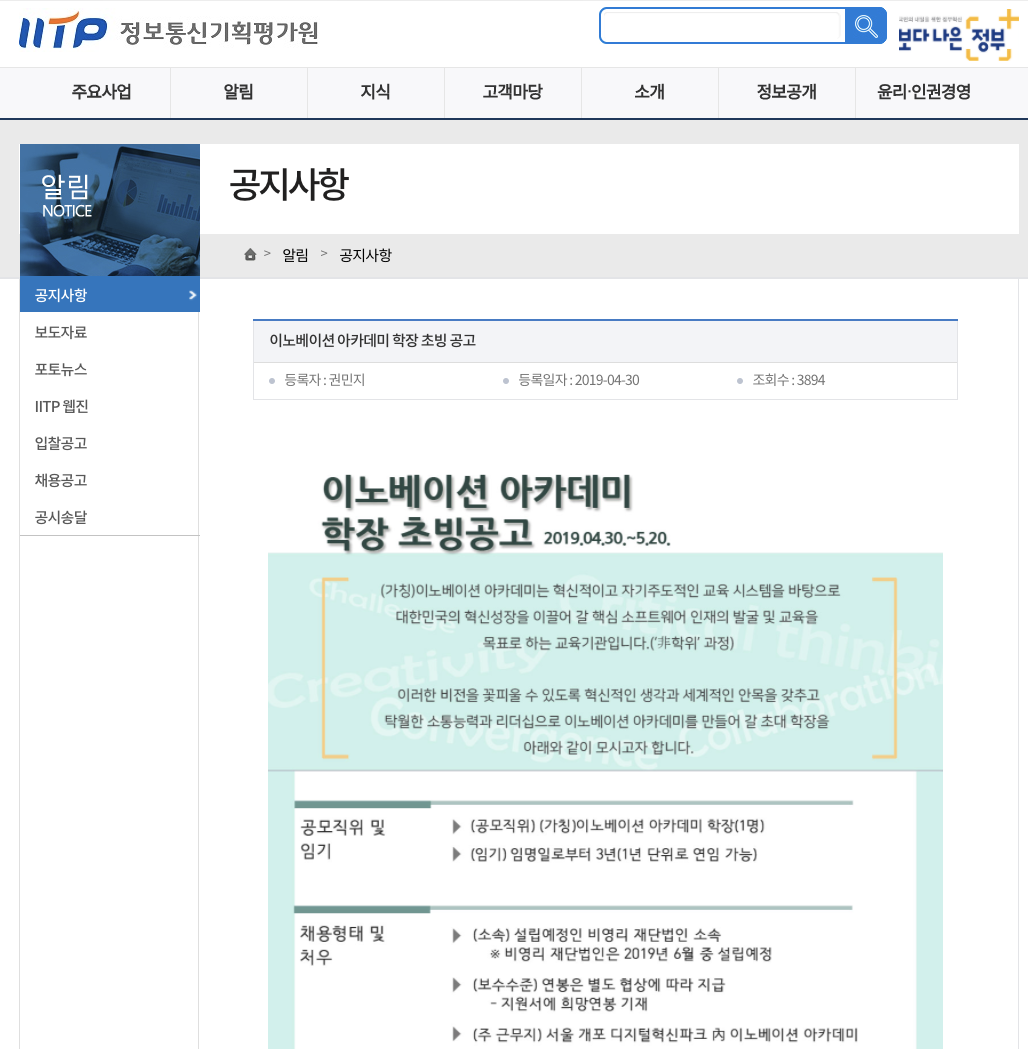 IITP 정보통신기획평가원
보다 나은 정부
주요사업 알림 지식 고객마당 소개 정보공개 윤리·인권경영
알림
NOTICE
공지사항
> 알림 > 공지사항
공지사항
보도자료
포토뉴스
IITP 웹진
입찰공고
채용공고
공시송달
이노베이션 아카데미 학장 초빙 공고
등록자 : 권민지 등록일자 : 2019-04-30 조회수 : 3894
이노베이션 아카데미
학장 초빙공고 2019.04.30.~5.20.
Challenge
Critical thinki
Creativity
Collaboration
Convergence
(가칭)이노베이션 아카데미는 혁신적이고 자기주도적인 교육 시스템을 바탕으로
대한민국의 혁신성장을 이끌어 갈 핵심 소프트웨어 인재의 발굴 및 교육을
목표로 하는 교육기관입니다.('非학위' 과정)
이러한 비전을 꽃피울 수 있도록 혁신적인 생각과 세계적인 안목을 갖추고
탁월한 소통능력과 리더십으로 이노베이션 아카데미를 만들어 갈 초대 학장을
아래와 같이 모시고자 합니다.
공모직위 및
임기
▶ (공모직위) (가칭)이노베이션 아카데미 학장(1명)
▶ (임기) 임명일로부터 3년(1년 단위로 연임 가능)
채용형태 및
처우
▶ (소속) 설립예정인 비영리 재단법인 소속
※ 비영리 재단법인은 2019년 6월 중 설립예정
▶ (보수수준) 연봉은 별도 협상에 따라 지급
- 지원서에 희망연봉 기재
▶ (주 근무지) 서울 개포 디지털혁신파크 內 이노베이션 아카데미